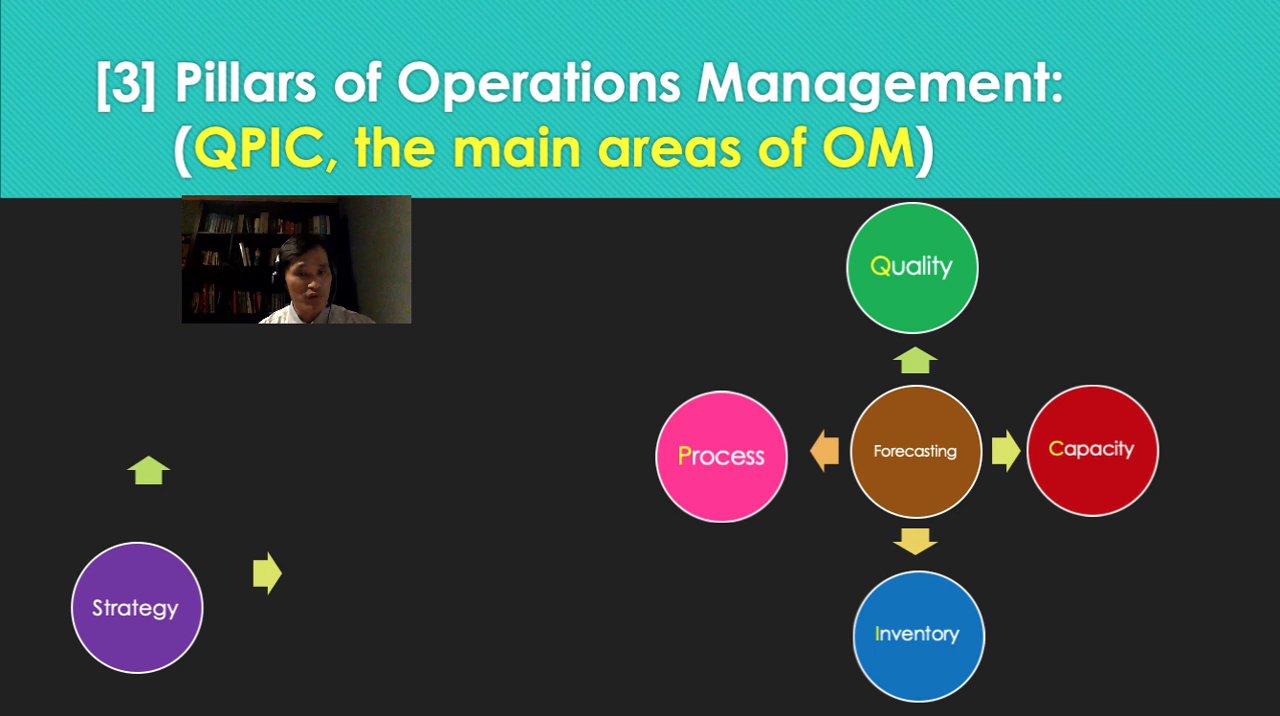 [3] Pillars of Operations Management:
(QPIC, the main areas of OM)
Quality
Process
Forecasting
Capacity
Strategy
Inventory